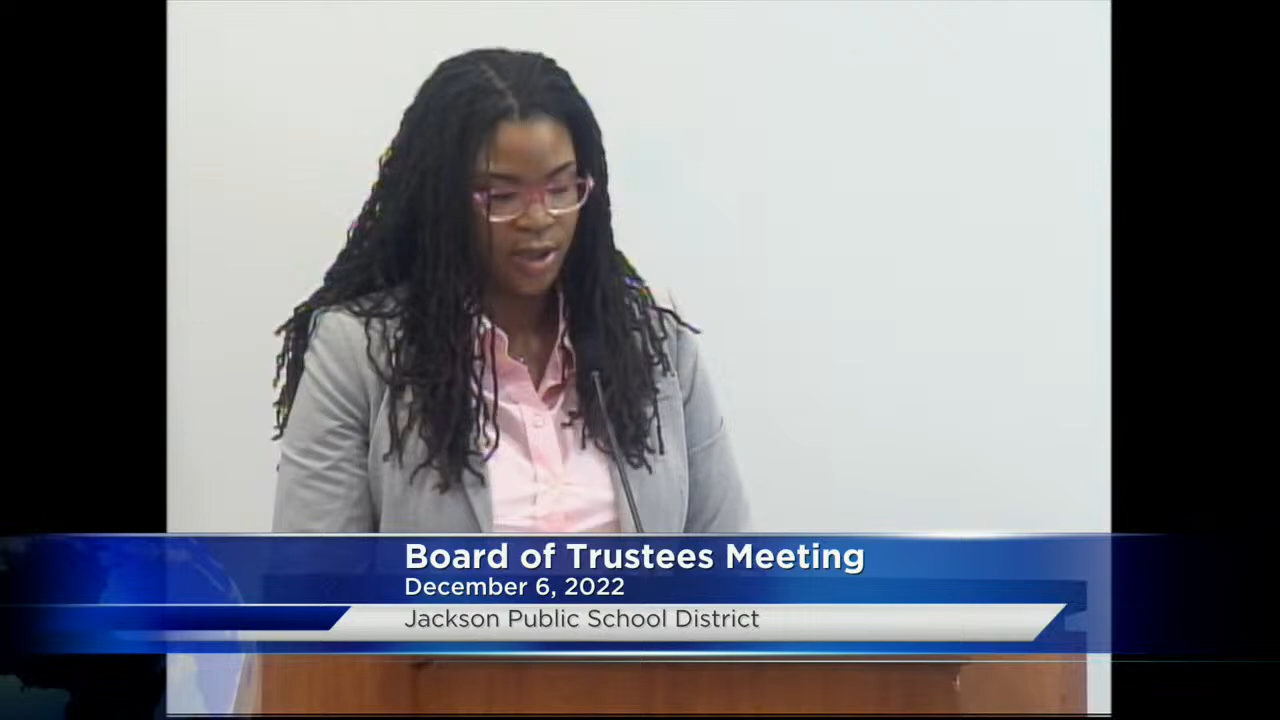 Board of Trustees Meeting
December 6, 2022
Jackson Public School District